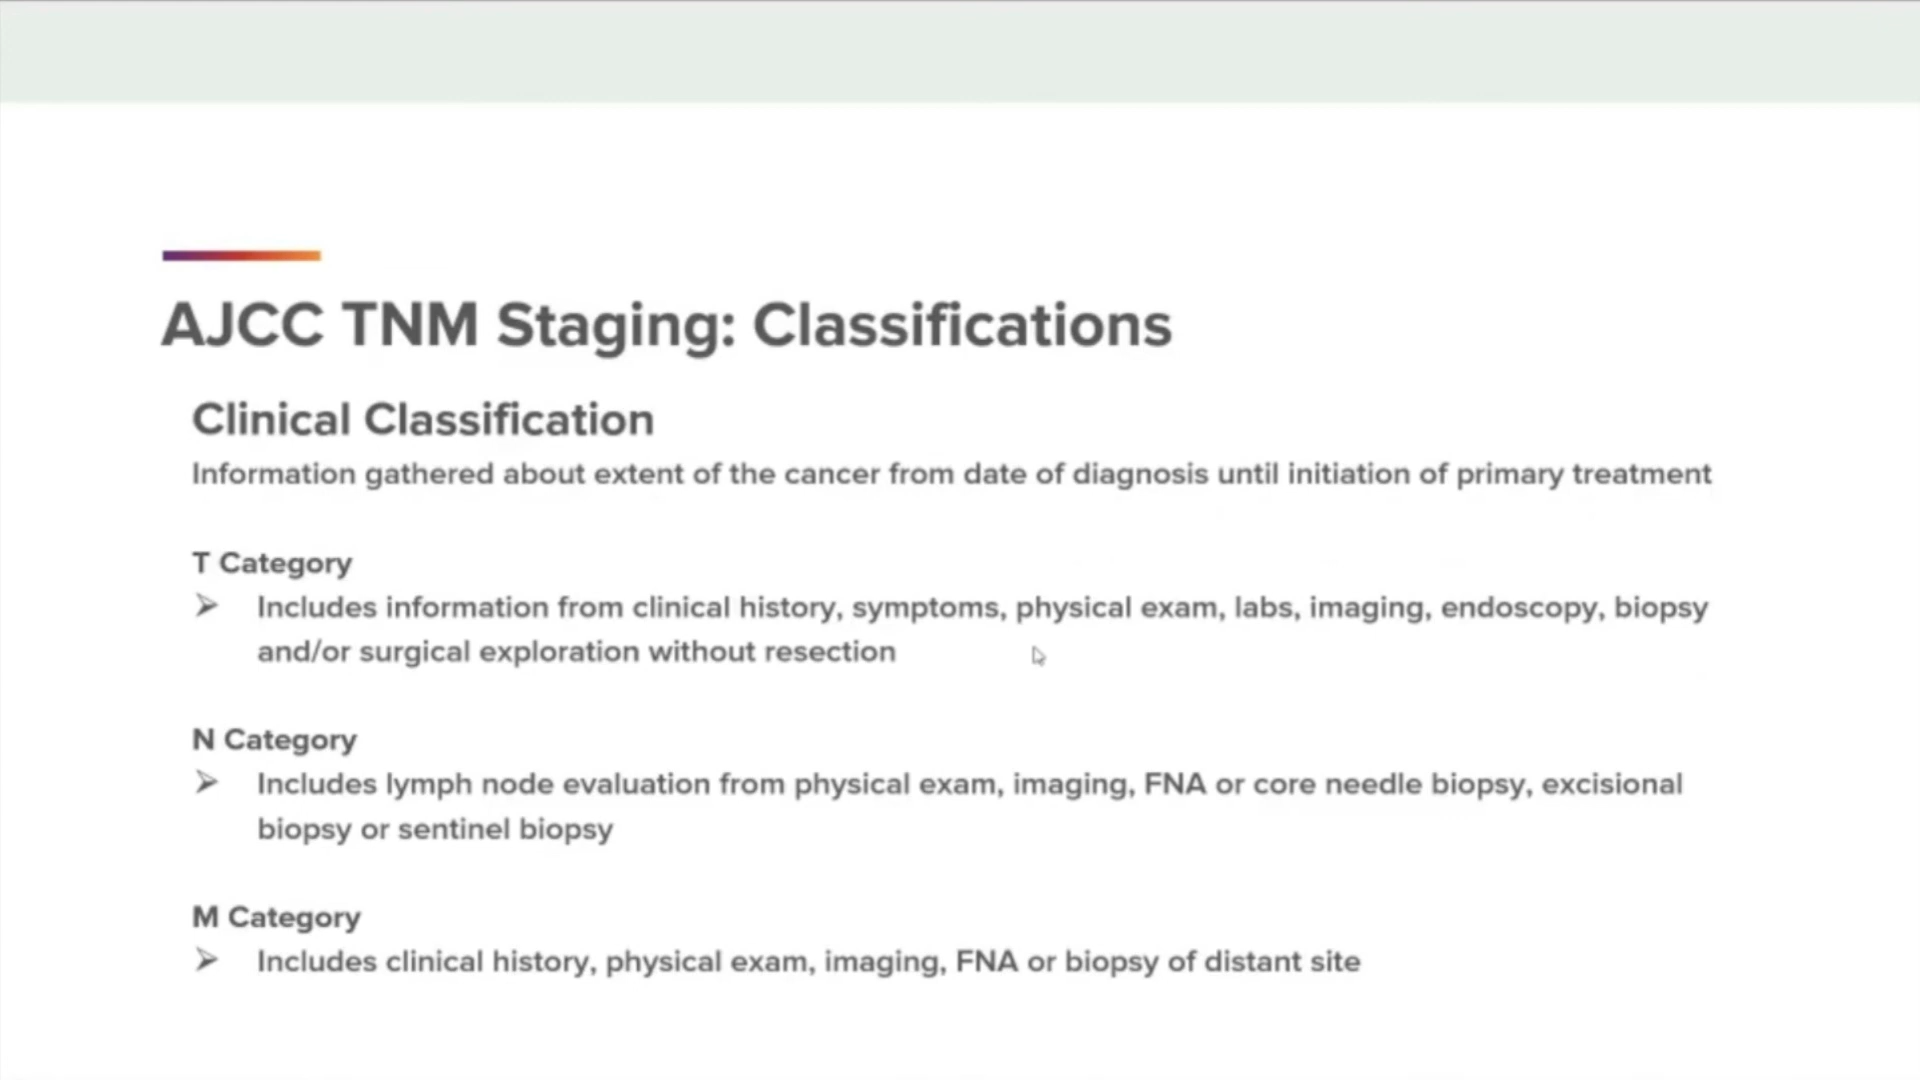 AJCC TNM Staging: Classifications
Clinical Classification
Information gathered about extent of the cancer from date of diagnosis until initiation of primary treatment
T Category
➢ Includes information from clinical history, symptoms, physical exam, labs, imaging, endoscopy, biopsy
and/or surgical exploration without resection
N Category
➢ Includes lymph node evaluation from physical exam, imaging, FNA or core needle biopsy, excisional
biopsy or sentinel biopsy
M Category
➢ Includes clinical history, physical exam, imaging, FNA or biopsy of distant site